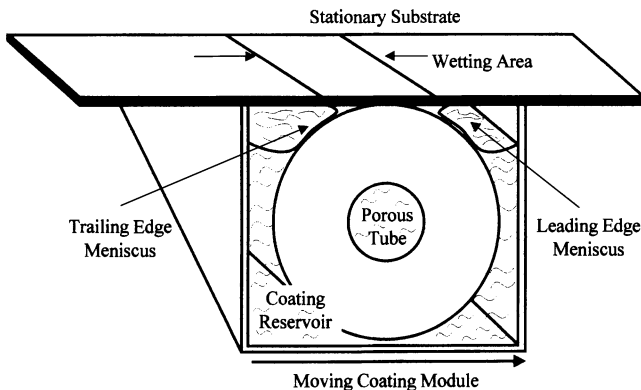 Stationary Substrate
Wetting Area
Trailing Edge
Meniscus
Porous
Tube
Leading Edge
Meniscus
Coating
Reservoir
Moving Coating Module